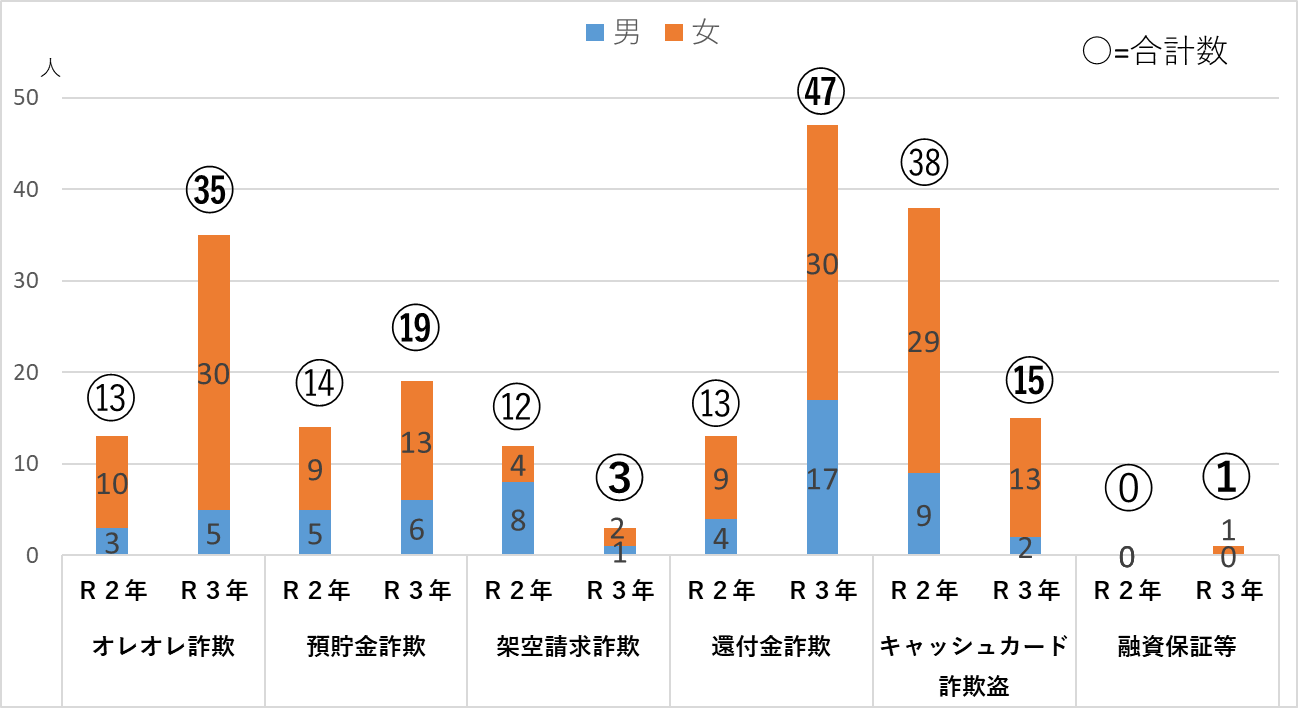 男 女
○=合計数
人
50
40
30
20
10
0
13 35 14 19 12 3 13 47 38 15 0 1
10 30 9 13 4 2 9 30 29 13 1
3 5 5 6 8 1 4 17 9 2 0 0
R2年 R3年 R2年 R3年 R2年 R3年 R2年 R3年 R2年 R3年 R2年 R3年
オレオレ詐欺 預貯金詐欺 架空請求詐欺 還付金詐欺 キャッシュカード 融資保証等
詐欺盗